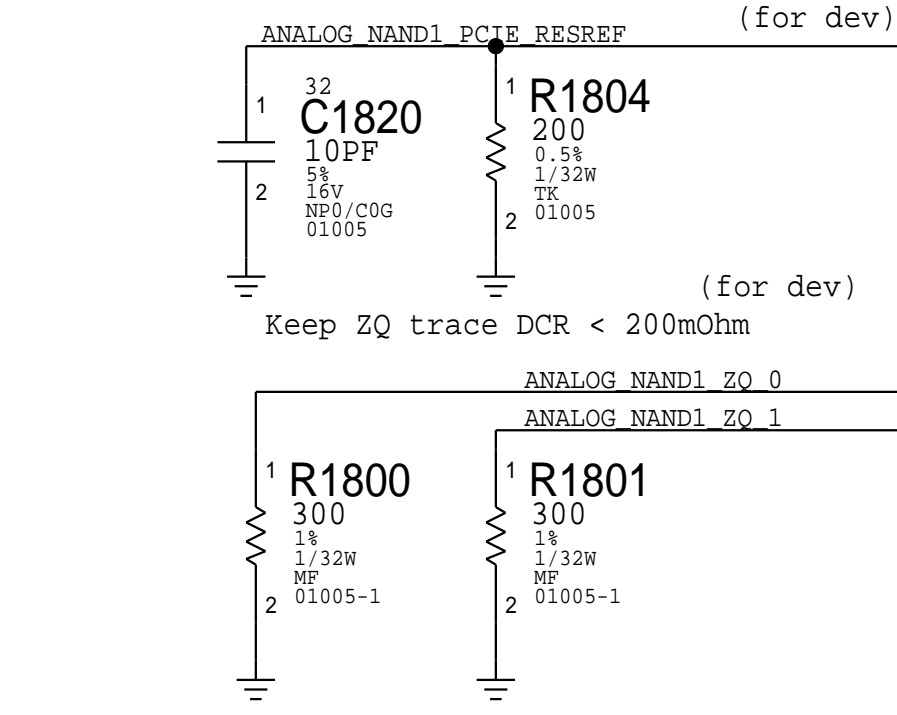 (for dev)
ANALOG_NAND1_PCIE_RESREF
1
32
C1820
10PF
5%
16V
NP0/C0G
01005
2
1
R1804
200
0.5%
1/32W
TK
01005
2
(for dev)
Keep ZQ trace DCR < 200mOhm
ANALOG_NAND1_ZQ_0
ANALOG_NAND1_ZQ_1
1
R1800
300
1%
1/32W
MF
01005-1
2
1
R1801
300
1%
1/32W
MF
01005-1
2